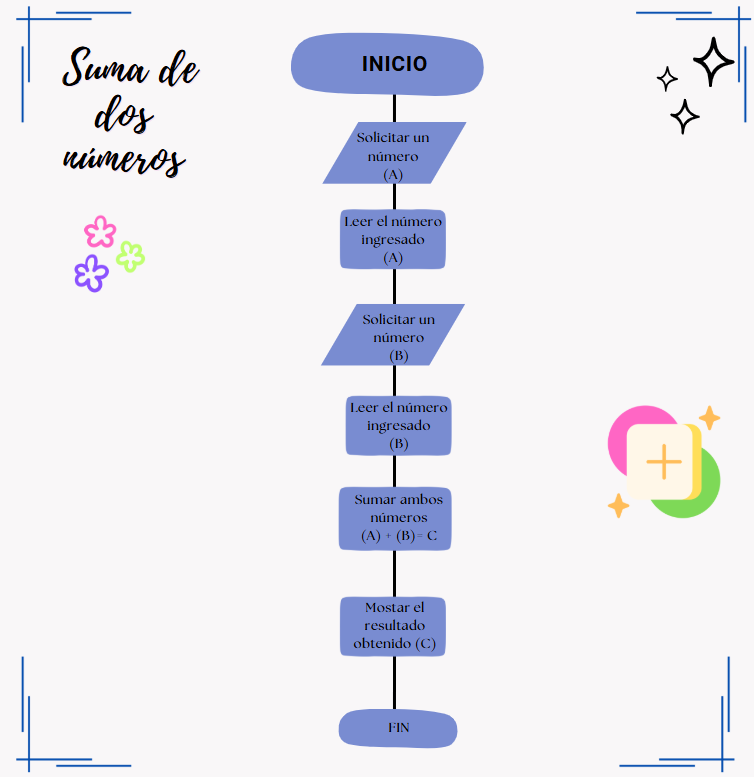 Suma de
dos
números
INICIO
Solicitar un
número
(A)
Leer el número
ingresado
(A)
Solicitar un
número
(B)
Leer el número
ingresado
(B)
Sumar ambos
números
(A) + (B)= C
Mostar el
resultado
obtenido (C)
FIN